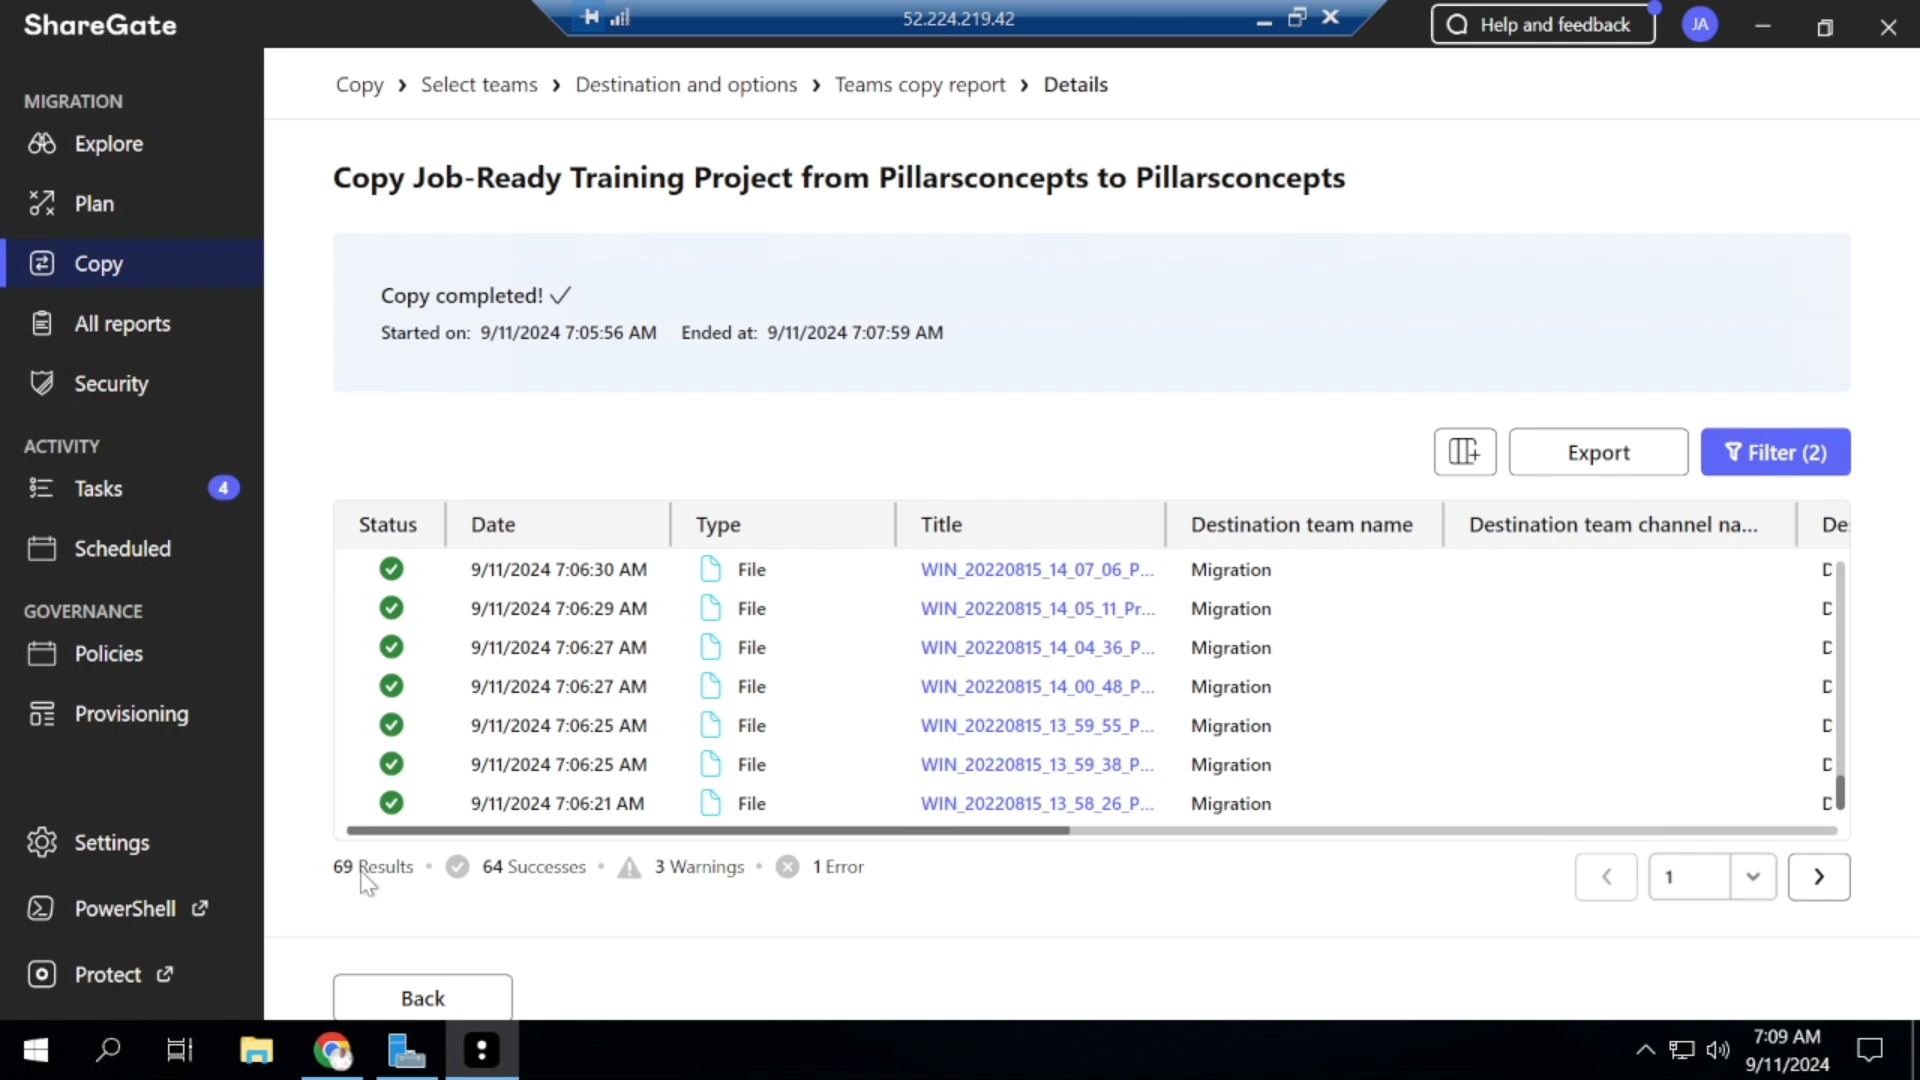 ShareGate
52.224.219.42
Help and feedback
JA
MIGRATION
Explore
Plan
Copy
All reports
Security
ACTIVITY
Tasks 4
Scheduled
GOVERNANCE
Policies
Provisioning
Settings
PowerShell
Protect
Copy > Select teams > Destination and options > Teams copy report > Details
Copy Job-Ready Training Project from Pillarsconcepts to Pillarsconcepts
Copy completed!
Started on: 9/11/2024 7:05:56 AM Ended at: 9/11/2024 7:07:59 AM
Export Filter (2)
Status Date Type Title Destination team name Destination team channel na... De
9/11/2024 7:06:30 AM File WIN_20220815_14_07_06_P... Migration D
9/11/2024 7:06:29 AM File WIN_20220815_14_05_11_Pr... Migration D
9/11/2024 7:06:27 AM File WIN_20220815_14_04_36_P... Migration D
9/11/2024 7:06:27 AM File WIN_20220815_14_00_48_P... Migration D
9/11/2024 7:06:25 AM File WIN_20220815_13_59_55_P... Migration D
9/11/2024 7:06:25 AM File WIN_20220815_13_59_38_P... Migration D
9/11/2024 7:06:21 AM File WIN_20220815_13_58_26_P... Migration D
69 Results • 64 Successes • 3 Warnings • 1 Error
1
Back
7:09 AM
9/11/2024